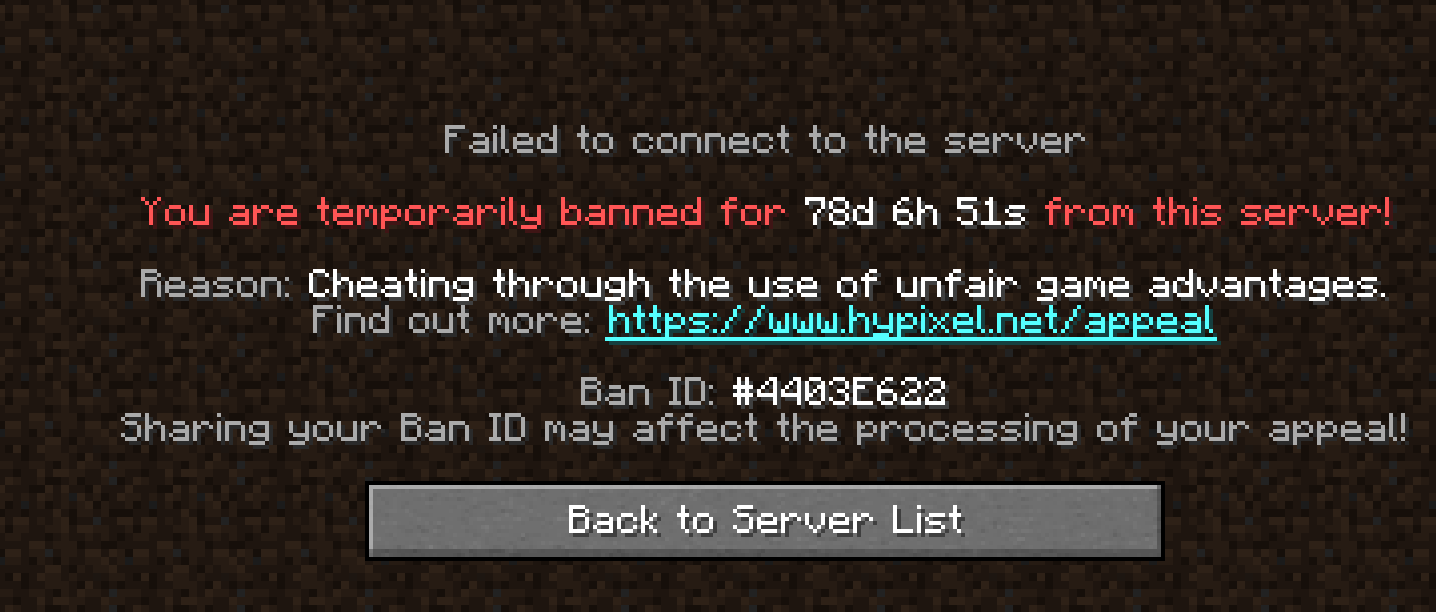 Failed to connect to the server
You are temporarily banned for 78d 6h 51s from this server!
Reason: Cheating through the use of unfair game advantages.
Find out more: https://www.hypixel.net/appeal
Ban ID: #4403E622
Sharing your Ban ID may affect the processing of your appeal!
Back to Server List